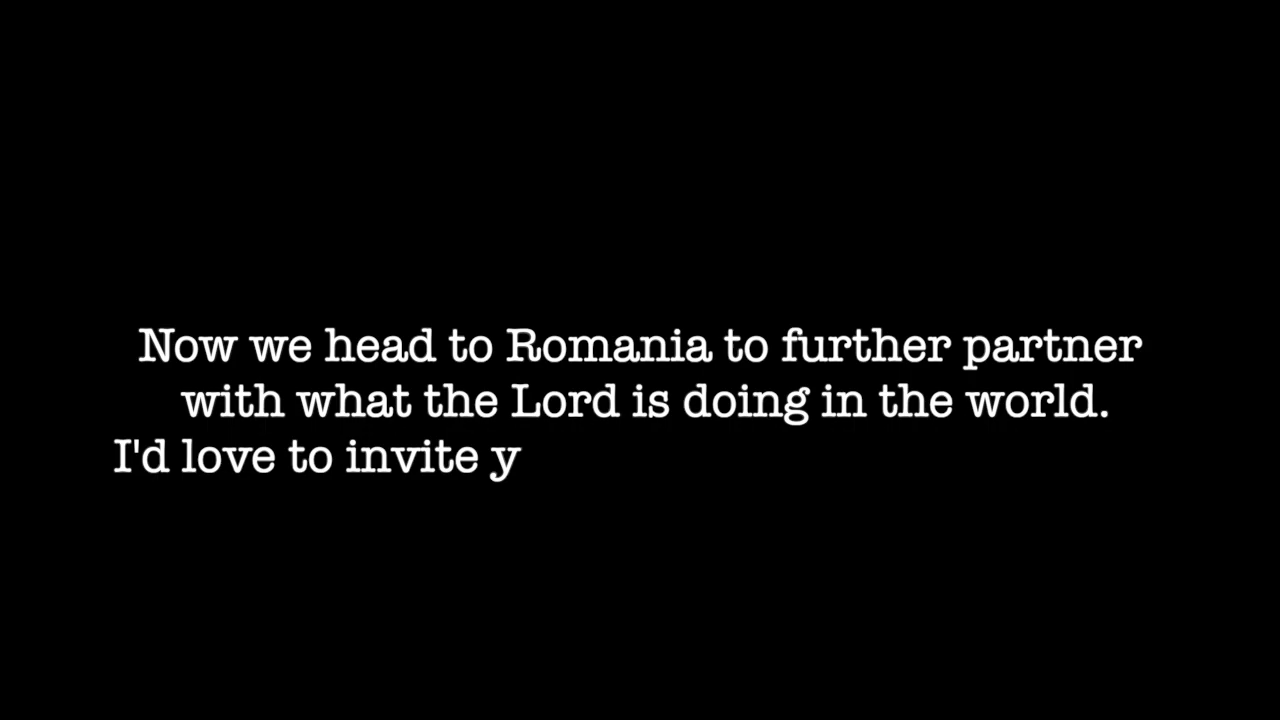 Now we head to Romania to further partner
with what the Lord is doing in the world.
I'd love to invite y